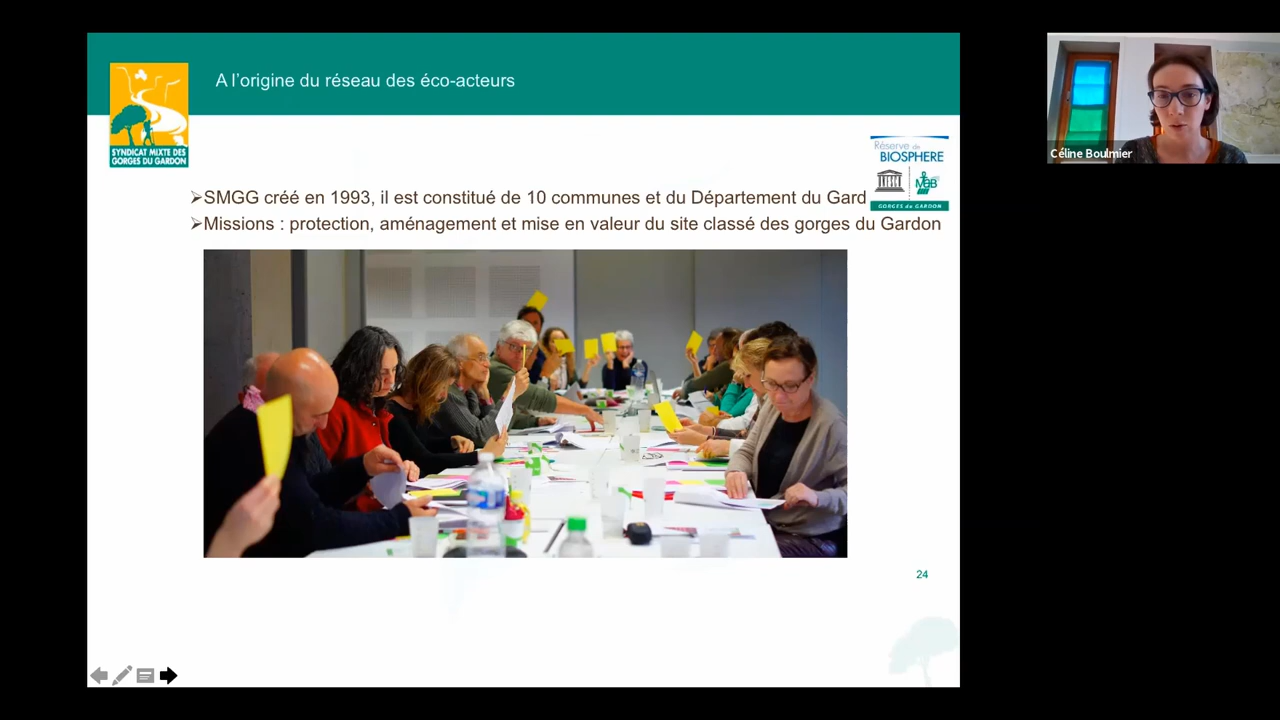 A l'origine du réseau des éco-acteurs
SYNDICAT MIXTE DES
GORGES DU GARDON
Réserve de
BIOSPHERE
unesco
MAB
GORGES du GARDON
➢SMGG créé en 1993, il est constitué de 10 communes et du Département du Gard
➢Missions : protection, aménagement et mise en valeur du site classé des gorges du Gardon
24
Céline Boulmier